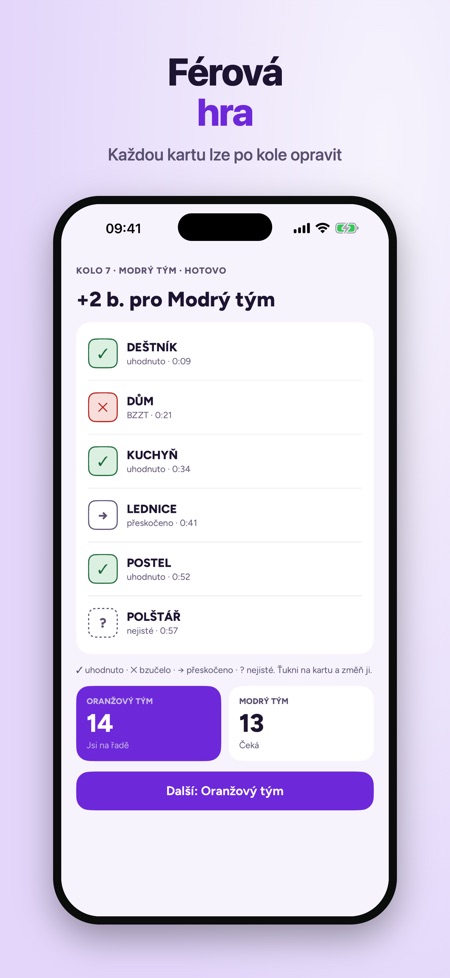 Férová
hra
Každou kartu lze po kole opravit
09:41
KOLO 7 · MODRÝ TÝM · HOTOVO
+2 b. pro Modrý tým
✓ DEŠTNÍK
uhodnuto · 0:09
✕ DŮM
BZZT · 0:21
✓ KUCHYŇ
uhodnuto · 0:34
→ LEDNICE
přeskočeno · 0:41
✓ POSTEL
uhodnuto · 0:52
? POLŠTÁŘ
nejisté · 0:57
✓ uhodnuto · ✕ bzučelo · → přeskočeno · ? nejisté. Ťukni na kartu a změň ji.
ORANŽOVÝ TÝM
14
Jsi na řadě
MODRÝ TÝM
13
Čeká
Další: Oranžový tým